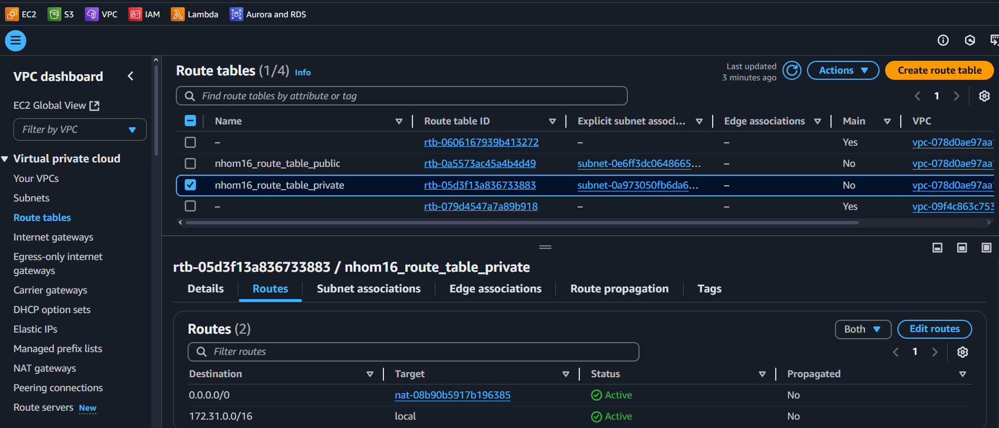 EC2 S3 VPC IAM Lambda Aurora and RDS
VPC dashboard
EC2 Global View
Filter by VPC
Virtual private cloud
Your VPCs
Subnets
Route tables
Internet gateways
Egress-only internet
gateways
Carrier gateways
DHCP option sets
Elastic IPs
Managed prefix lists
NAT gateways
Peering connections
Route servers New
Route tables (1/4) Info
Last updated
3 minutes ago
Actions
Create route table
Find route tables by attribute or tag
1
Name Route table ID Explicit subnet associ... Edge associations Main VPC
– rtb-0606167939b413272 – – Yes vpc-078d0ae97aa
nhom16_route_table_public rtb-0a5573ac45a4b4d49 subnet-0e6ff3dc0648665... – No vpc-078d0ae97aa
nhom16_route_table_private rtb-05d3f13a836733883 subnet-0a973050fb6da6... – No vpc-078d0ae97aa
– rtb-079d4547a7a89b918 – – Yes vpc-09f4c863c753
rtb-05d3f13a836733883 / nhom16_route_table_private
Details Routes Subnet associations Edge associations Route propagation Tags
Routes (2)
Both
Edit routes
Filter routes
1
Destination Target Status Propagated
0.0.0.0/0 nat-08b90b5917b196385 Active No
172.31.0.0/16 local Active No